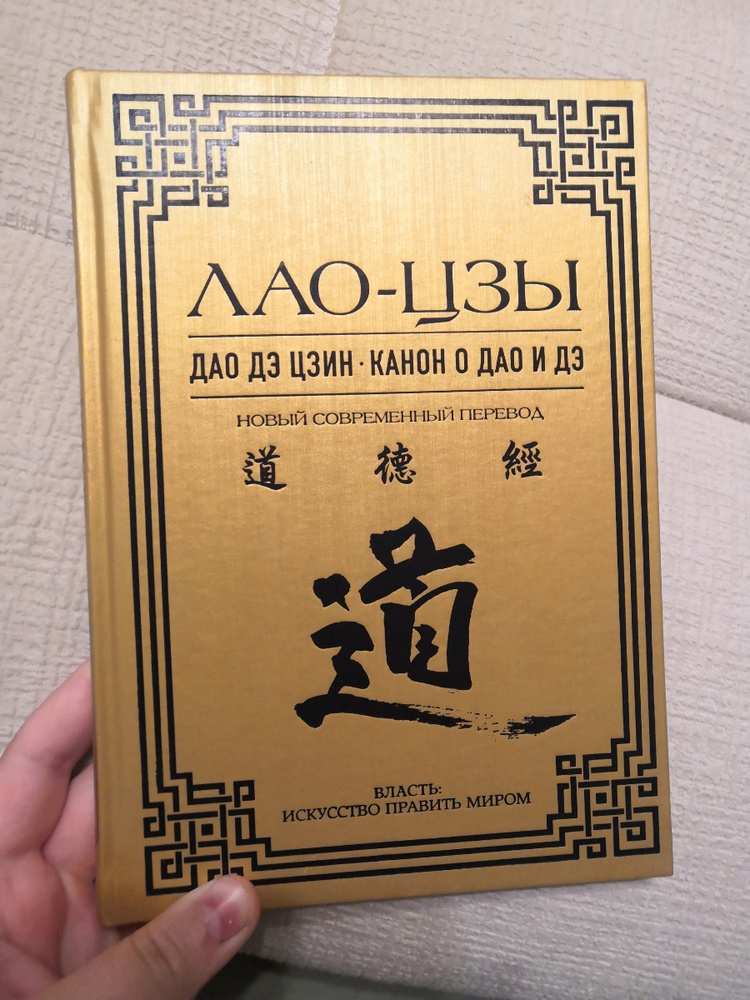 ЛАО-ЦЗЫ
ДАО ДЭ ЦЗИН · КАНОН О ДАО И ДЭ
НОВЫЙ СОВРЕМЕННЫЙ ПЕРЕВОД
道 德 經
道
ВЛАСТЬ:
ИСКУССТВО ПРАВИТЬ МИРОМ